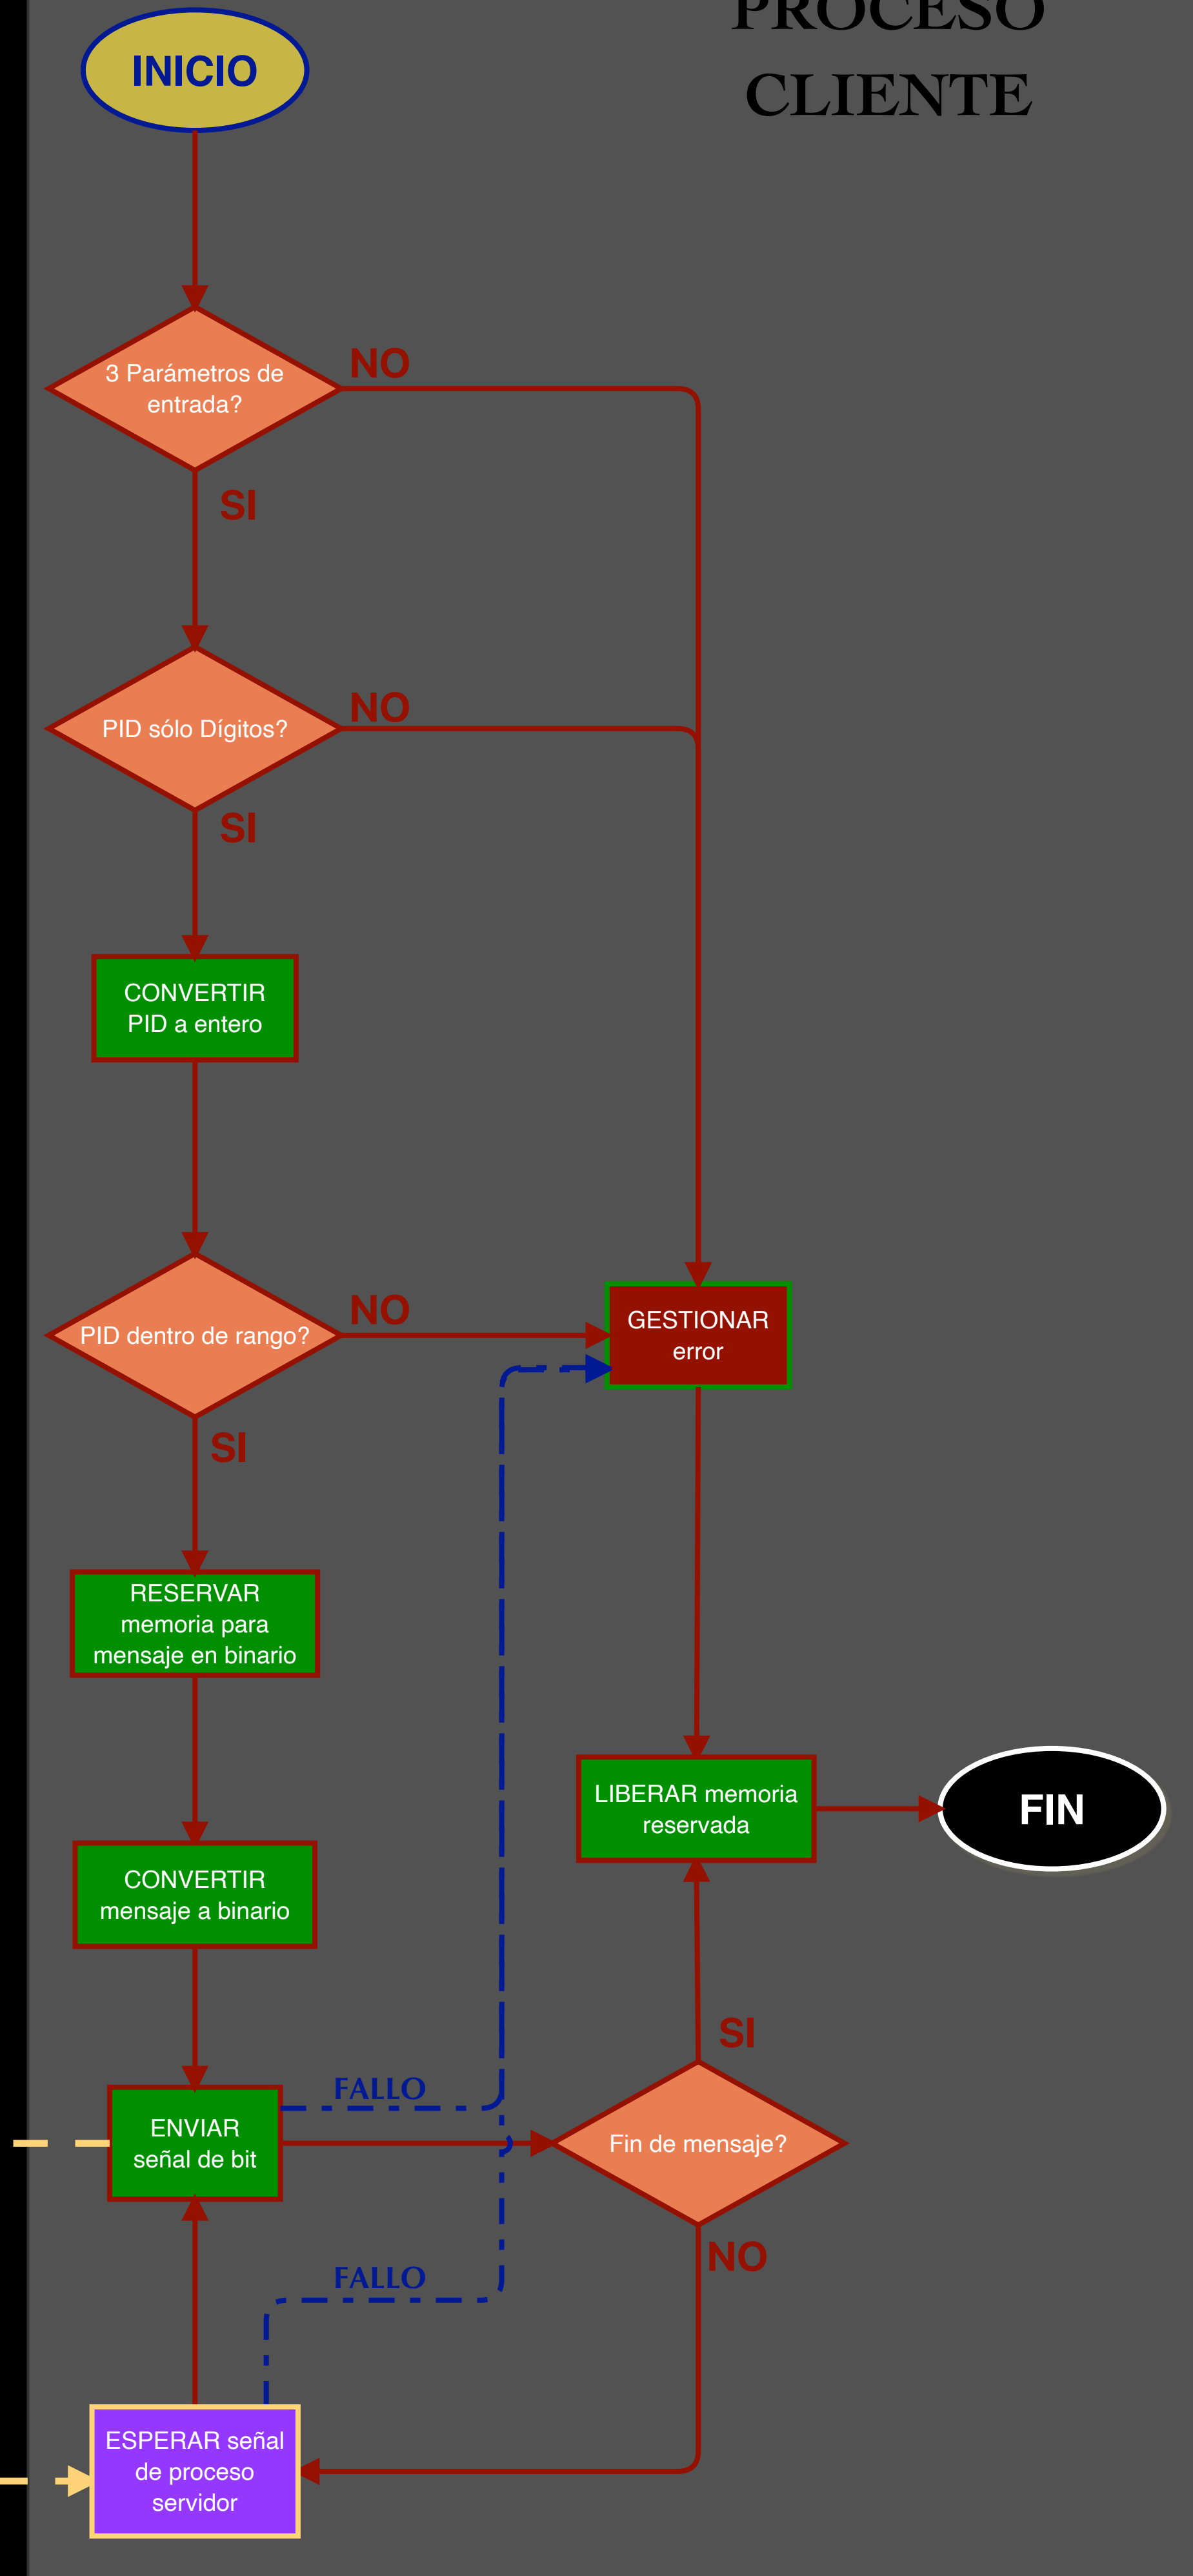 PROCESO
CLIENTE
INICIO
3 Parámetros de
entrada?
NO
SI
PID sólo Dígitos?
NO
SI
CONVERTIR
PID a entero
PID dentro de rango?
NO
GESTIONAR
error
SI
RESERVAR
memoria para
mensaje en binario
LIBERAR memoria
reservada
FIN
CONVERTIR
mensaje a binario
SI
FALLO
ENVIAR
señal de bit
Fin de mensaje?
NO
FALLO
ESPERAR señal
de proceso
servidor